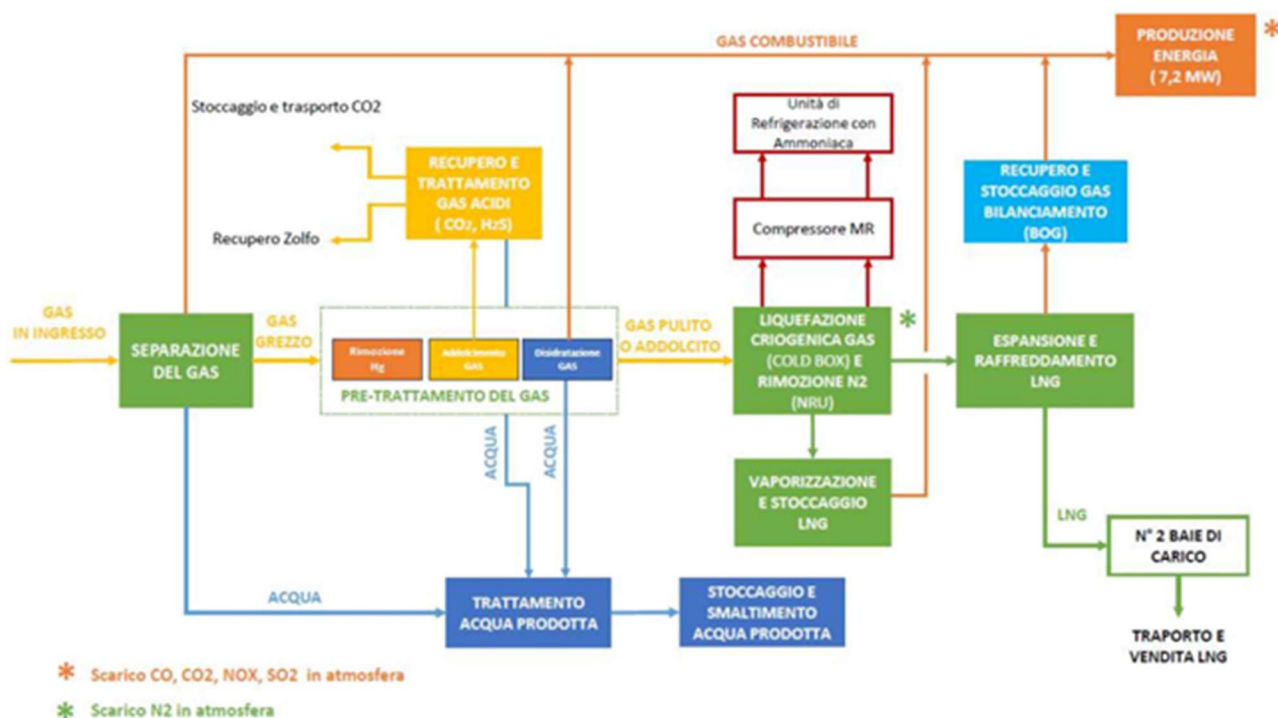 GAS COMBUSTIBILE
PRODUZIONE
ENERGIA
( 7,2 MW)
*
Stoccaggio e trasporto CO2
Unità di
Refrigerazione con
Ammoniaca
RECUPERO E
TRATTAMENTO
GAS ACIDI
( CO2, H2S)
RECUPERO E
STOCCAGGIO GAS
BILANCIAMENTO
(BOG)
Recupero Zolfo
Compressore MR
GAS
IN INGRESSO
SEPARAZIONE
DEL GAS
GAS
GREZZO
Rimozione
Hg
Addolcimento
GAS
Disidratazione
GAS
PRE-TRATTAMENTO DEL GAS
GAS PULITO
O ADDOLCITO
LIQUEFAZIONE
CRIOGENICA GAS
(COLD BOX) E
RIMOZIONE N2
(NRU)
*
ESPANSIONE E
RAFFREDDAMENTO
LNG
ACQUA
ACQUA
VAPORIZZAZIONE
E STOCCAGGIO
LNG
LNG
N° 2 BAIE DI
CARICO
ACQUA
TRATTAMENTO
ACQUA PRODOTTA
STOCCAGGIO E
SMALTIMENTO
ACQUA PRODOTTA
TRAPORTO E
VENDITA LNG
* Scarico CO, CO2, NOX, SO2 in atmosfera
* Scarico N2 in atmosfera